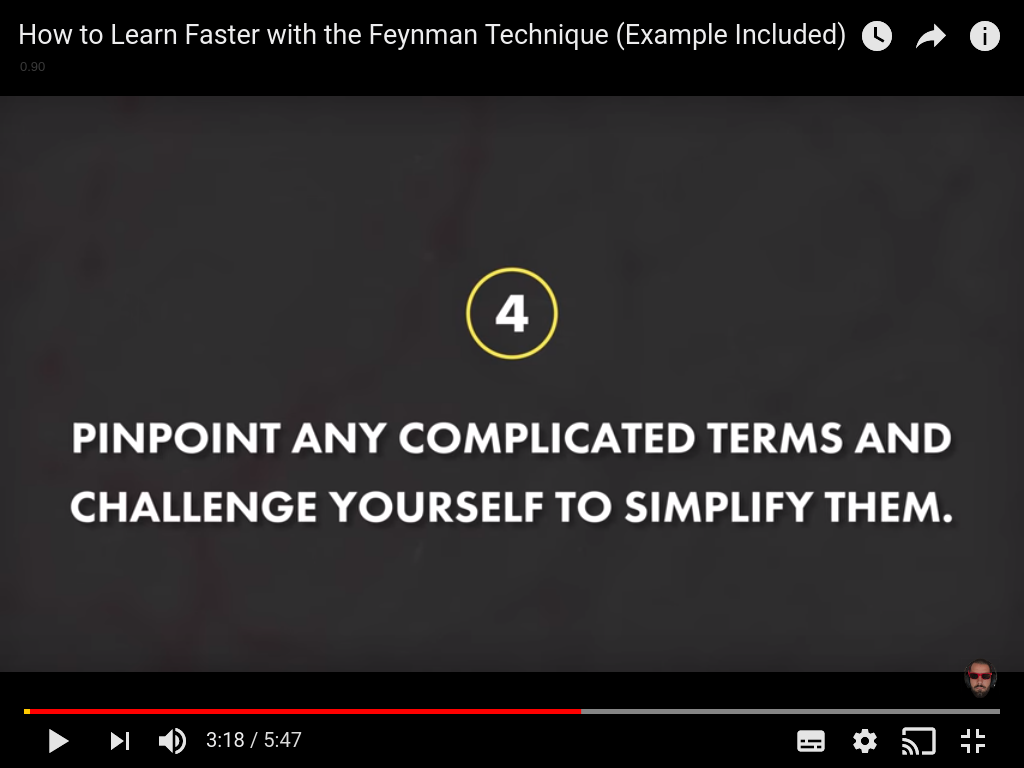 How to Learn Faster with the Feynman Technique (Example Included)
0.90
4
PINPOINT ANY COMPLICATED TERMS AND
CHALLENGE YOURSELF TO SIMPLIFY THEM.
3:18 / 5:47